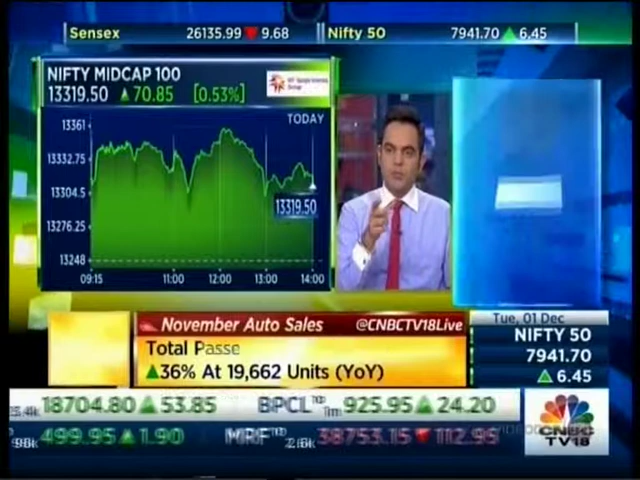 Sensex 26135.99 ▼ 9.68 Nifty 50 7941.70 ▲ 6.45
NIFTY MIDCAP 100
13319.50 ▲ 70.85 [0.53%]
TODAY
13361
13332.75
13304.5
13276.25
13248
13319.50
09:15 11:00 12:00 13:00 14:00
November Auto Sales @CNBCTV18Live
Total Passe
▲36% At 19,662 Units (YoY)
Tue, 01 Dec
NIFTY 50
7941.70
▲ 6.45
18704.80 ▲ 53.85 BPCL 1m 925.95 ▲ 24.20
499.95 ▲ 1.90 MRF 38753.15 ▼ 112.95
CNBC
TV18